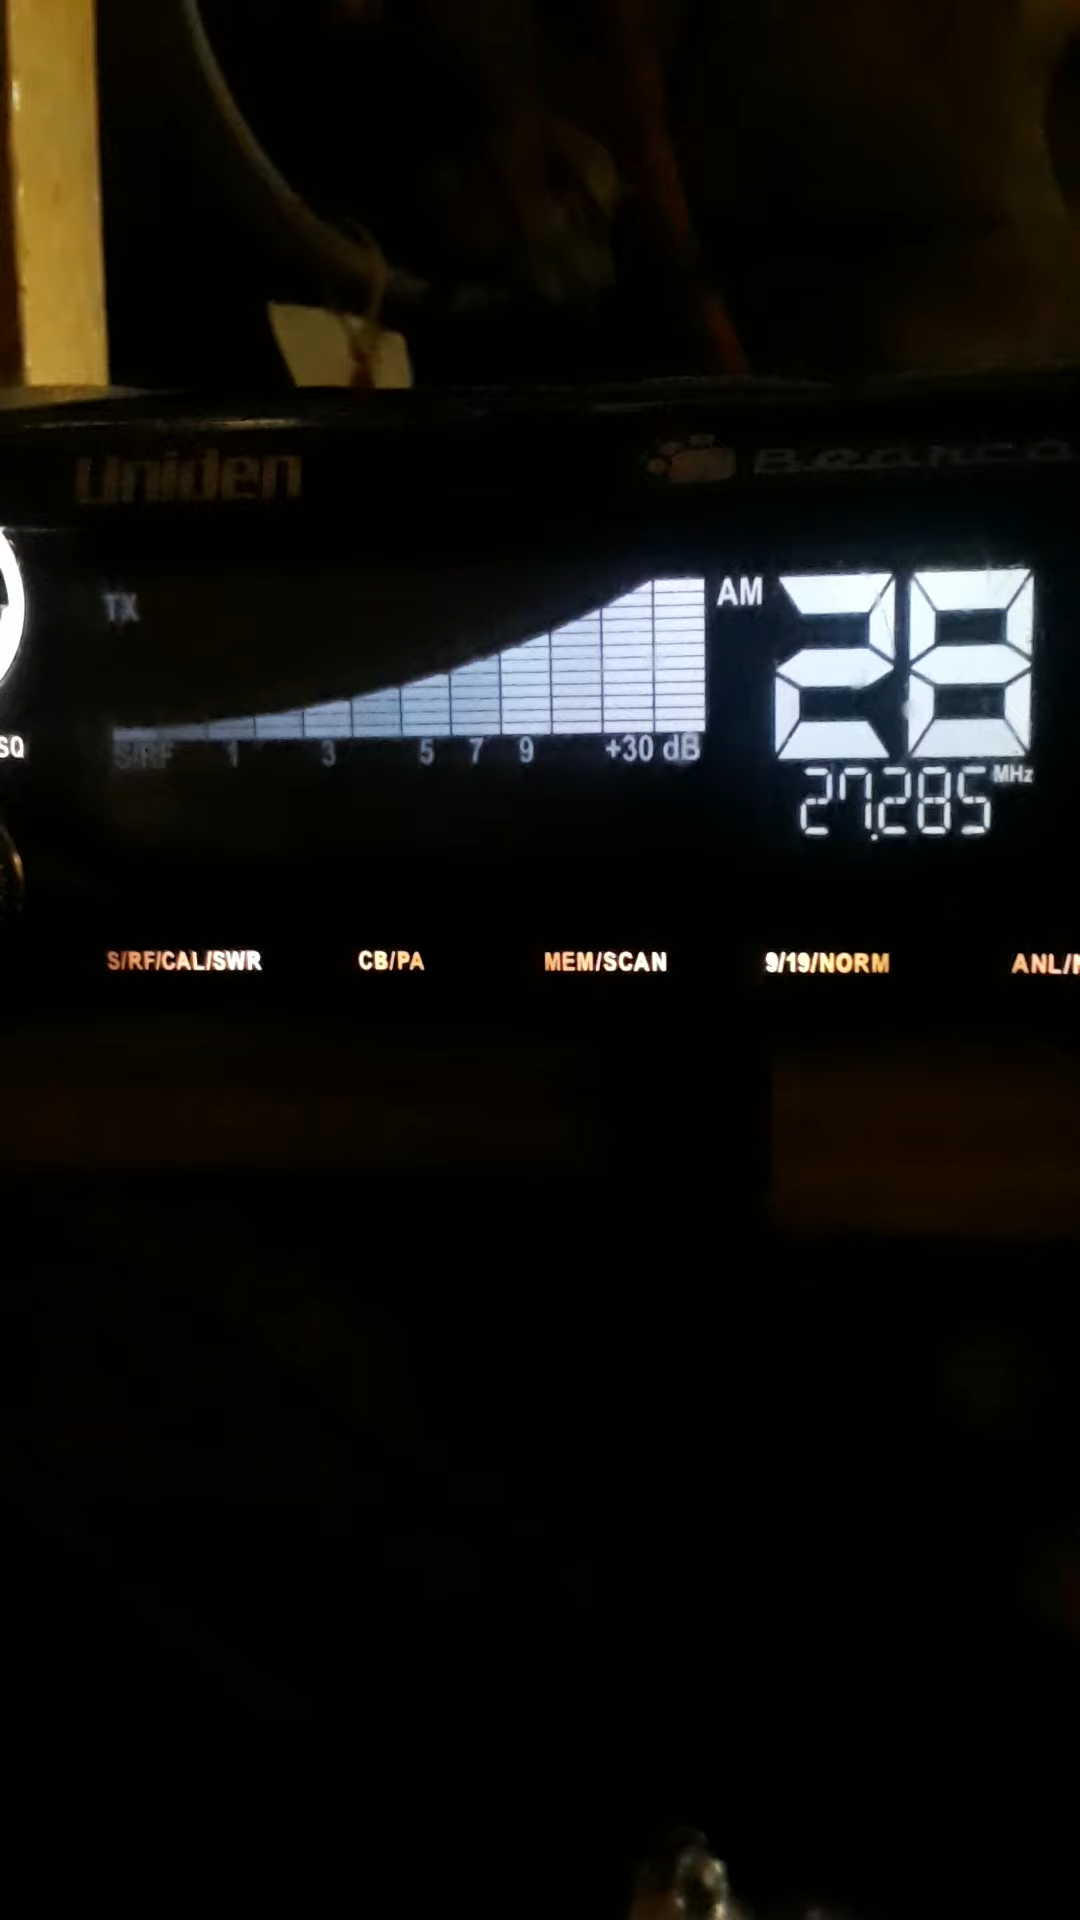 Uniden Bearca
TX AM 28
SQ S/RF 1 3 5 7 9 +30 dB
27.285 MHz
S/RF/CAL/SWR CB/PA MEM/SCAN 9/19/NORM ANL/